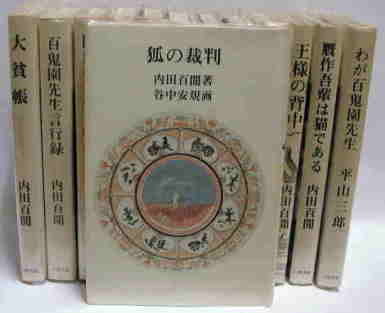 大貧帳
内田百閒
百鬼園先生言行録
内田百閒
狐の裁判
内田百閒著
谷中安規画
王様の背中
内田百閒
贋作吾輩は猫である
内田百閒
わが百鬼園先生
平山三郎